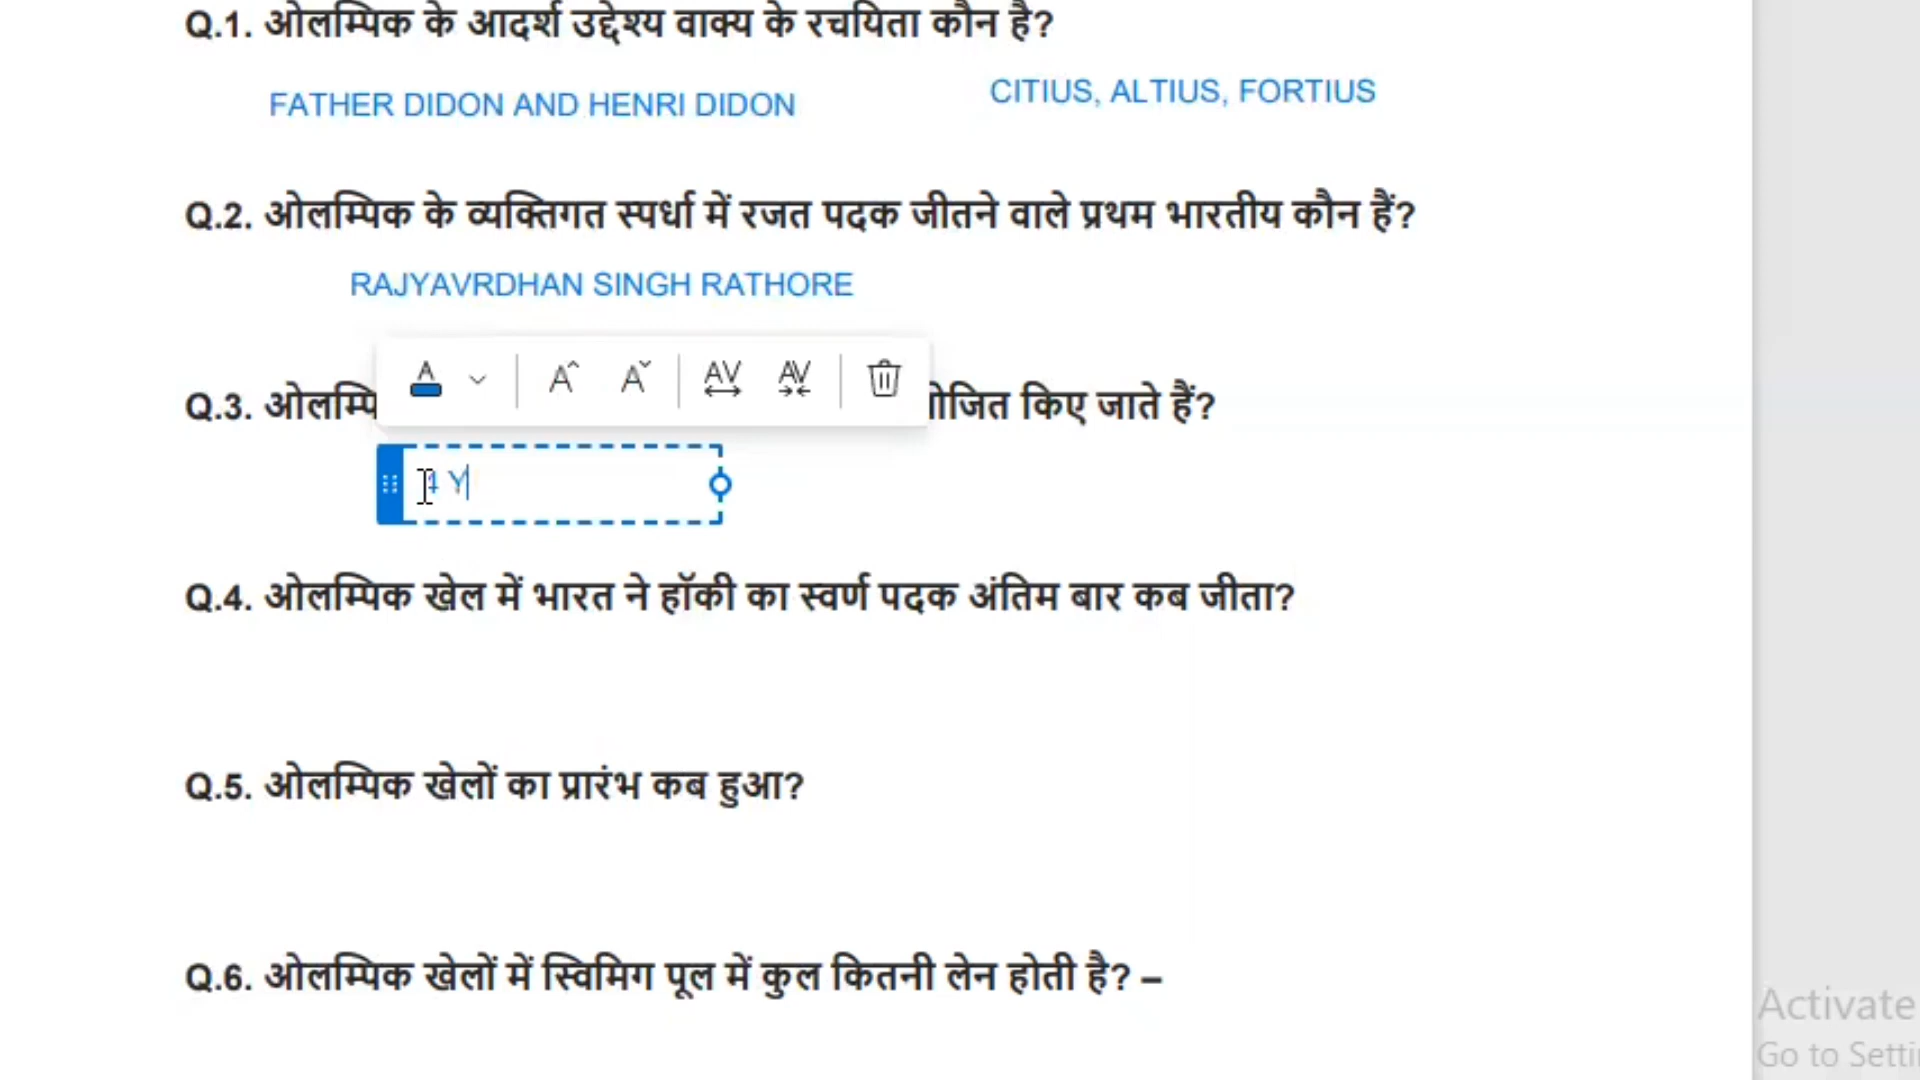 Q.1. ओलम्पिक के आदर्श उद्देश्य वाक्य के रचयिता कौन है?
FATHER DIDON AND HENRI DIDON CITIUS, ALTIUS, FORTIUS
Q.2. ओलम्पिक के व्यक्तिगत स्पर्धा में रजत पदक जीतने वाले प्रथम भारतीय कौन हैं?
RAJYAVRDHAN SINGH RATHORE
Q.3. ओलम्पि ोजित किए जाते हैं?
4 Y
Q.4. ओलम्पिक खेल में भारत ने हॉकी का स्वर्ण पदक अंतिम बार कब जीता?
Q.5. ओलम्पिक खेलों का प्रारंभ कब हुआ?
Q.6. ओलम्पिक खेलों में स्विमिग पूल में कुल कितनी लेन होती है? –
Activate
Go to Setti